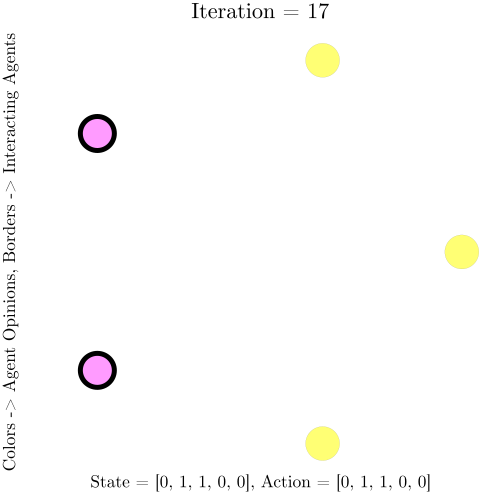 Iteration = 17
Colors -> Agent Opinions, Borders -> Interacting Agents
State = [0, 1, 1, 0, 0], Action = [0, 1, 1, 0, 0]